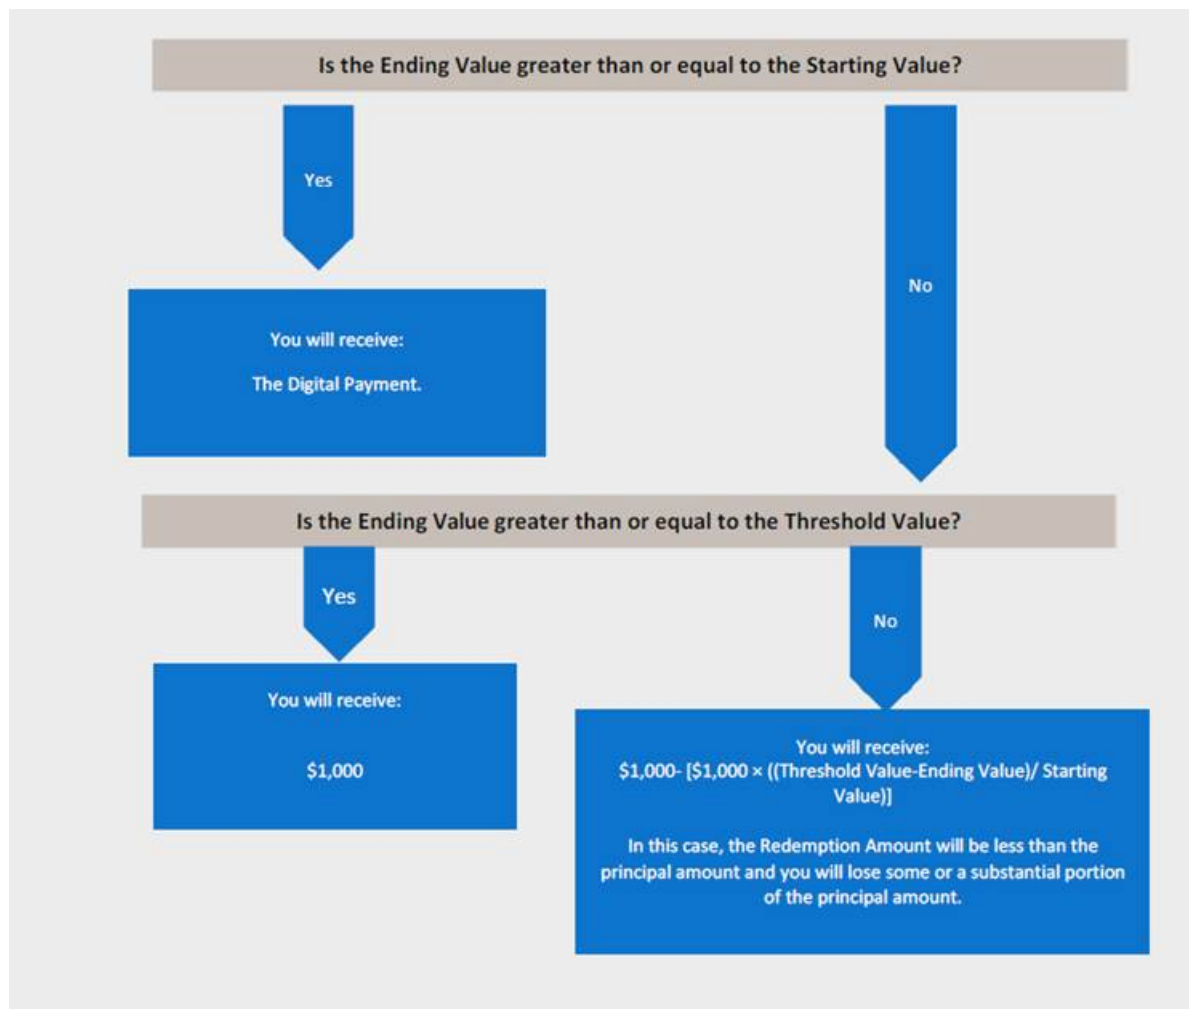 Is the Ending Value greater than or equal to the Starting Value?
Yes
No
You will receive:
The Digital Payment.
Is the Ending Value greater than or equal to the Threshold Value?
Yes
No
You will receive:
$1,000
You will receive:
$1,000- [$1,000 × ((Threshold Value-Ending Value)/ Starting
Value)]
In this case, the Redemption Amount will be less than the
principal amount and you will lose some or a substantial portion
of the principal amount.